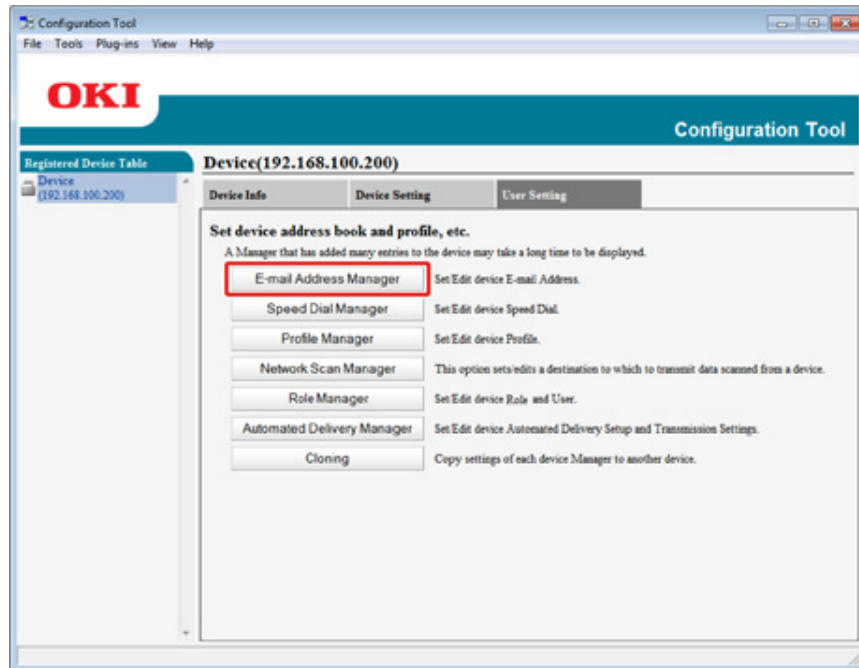 Configuration Tool
File Tools Plug-ins View Help
OKI
Configuration Tool
Registered Device Table
Device
(192.168.100.200)
Device(192.168.100.200)
Device Info Device Setting User Setting
Set device address book and profile, etc.
A Manager that has added many entries to the device may take a long time to be displayed.
E-mail Address Manager Set/Edit device E-mail Address.
Speed Dial Manager Set/Edit device Speed Dial.
Profile Manager Set/Edit device Profile.
Network Scan Manager This option sets/edits a destination to which to transmit data scanned from a device.
Role Manager Set/Edit device Role and User.
Automated Delivery Manager Set/Edit device Automated Delivery Setup and Transmission Settings.
Cloning Copy settings of each device Manager to another device.